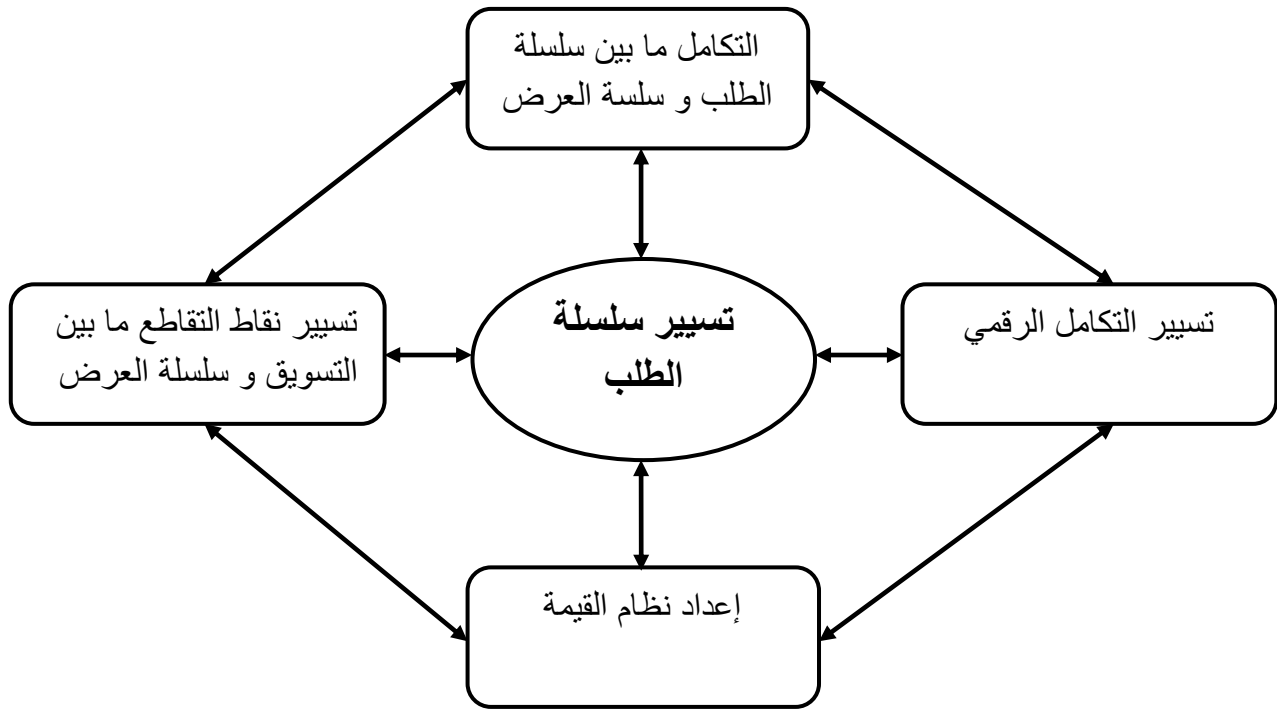 التكامل ما بين سلسلة
الطلب و سلسة العرض
تسيير التكامل الرقمي
تسيير سلسلة
الطلب
تسيير نقاط التقاطع ما بين
التسويق و سلسلة العرض
إعداد نظام القيمة